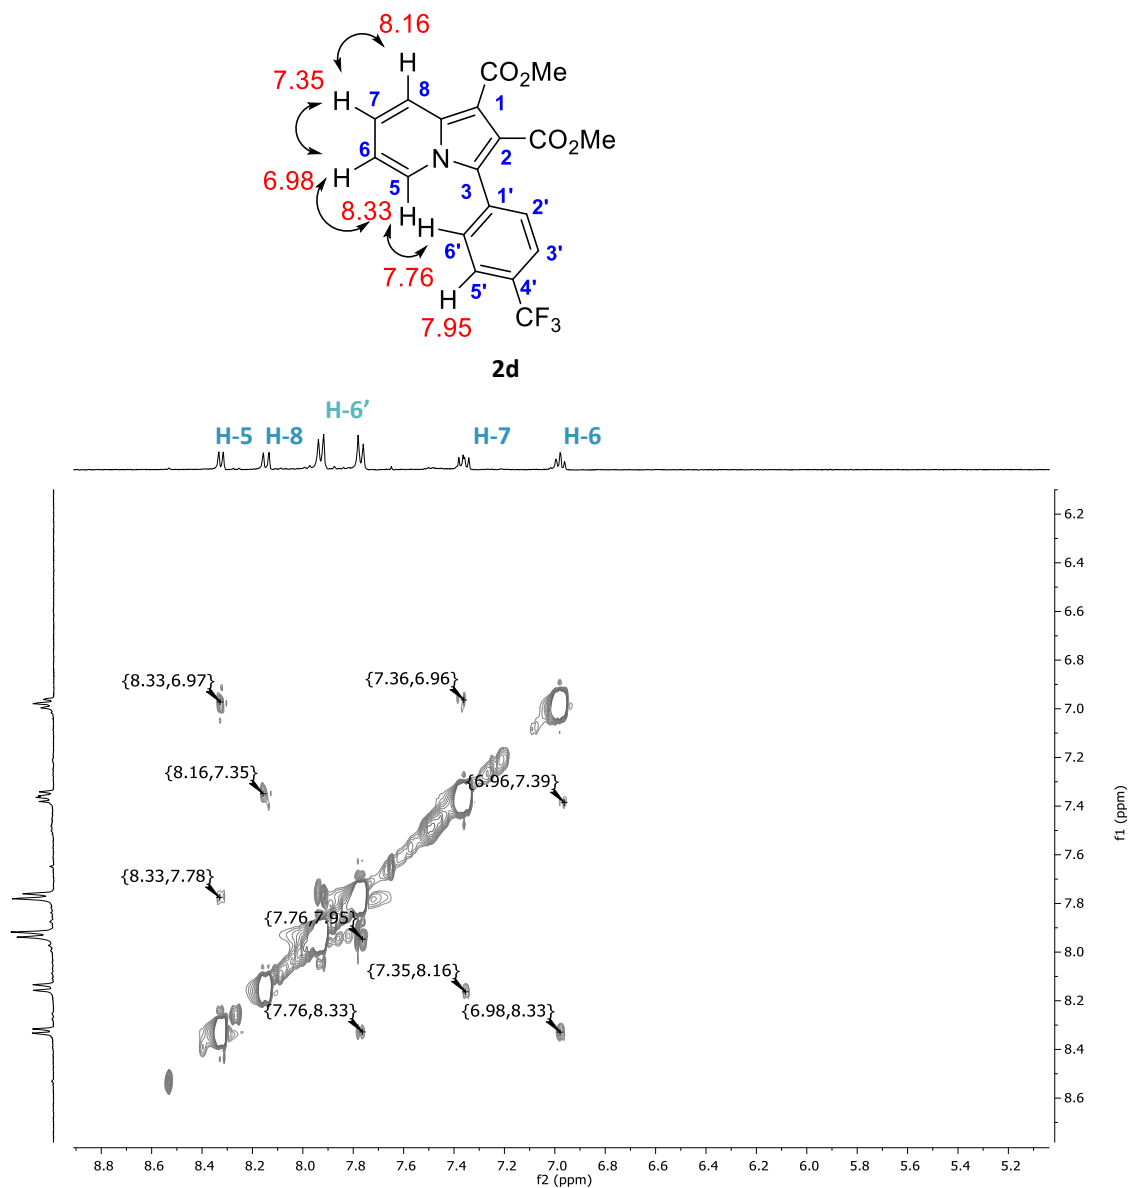 8.16
H
CO2Me
7.35
H
7
8
1
CO2Me
6
N
2
6.98
H
5
3
1'
8.33
H
H
2'
6'
3'
7.76
5'
4'
H
CF3
7.95
2d
H-6’
H-5 H-8 H-7 H-6
6.2
6.4
6.6
6.8
{8.33,6.97} {7.36,6.96}
7.0
7.2
{8.16,7.35} {6.96,7.39}
7.4
f1 (ppm)
7.6
{8.33,7.78}
7.8
{7.76,7.95}
8.0
{7.35,8.16}
8.2
{7.76,8.33} {6.98,8.33}
8.4
8.6
8.8 8.6 8.4 8.2 8.0 7.8 7.6 7.4 7.2 7.0 6.8 6.6 6.4 6.2 6.0 5.8 5.6 5.4 5.2
f2 (ppm)